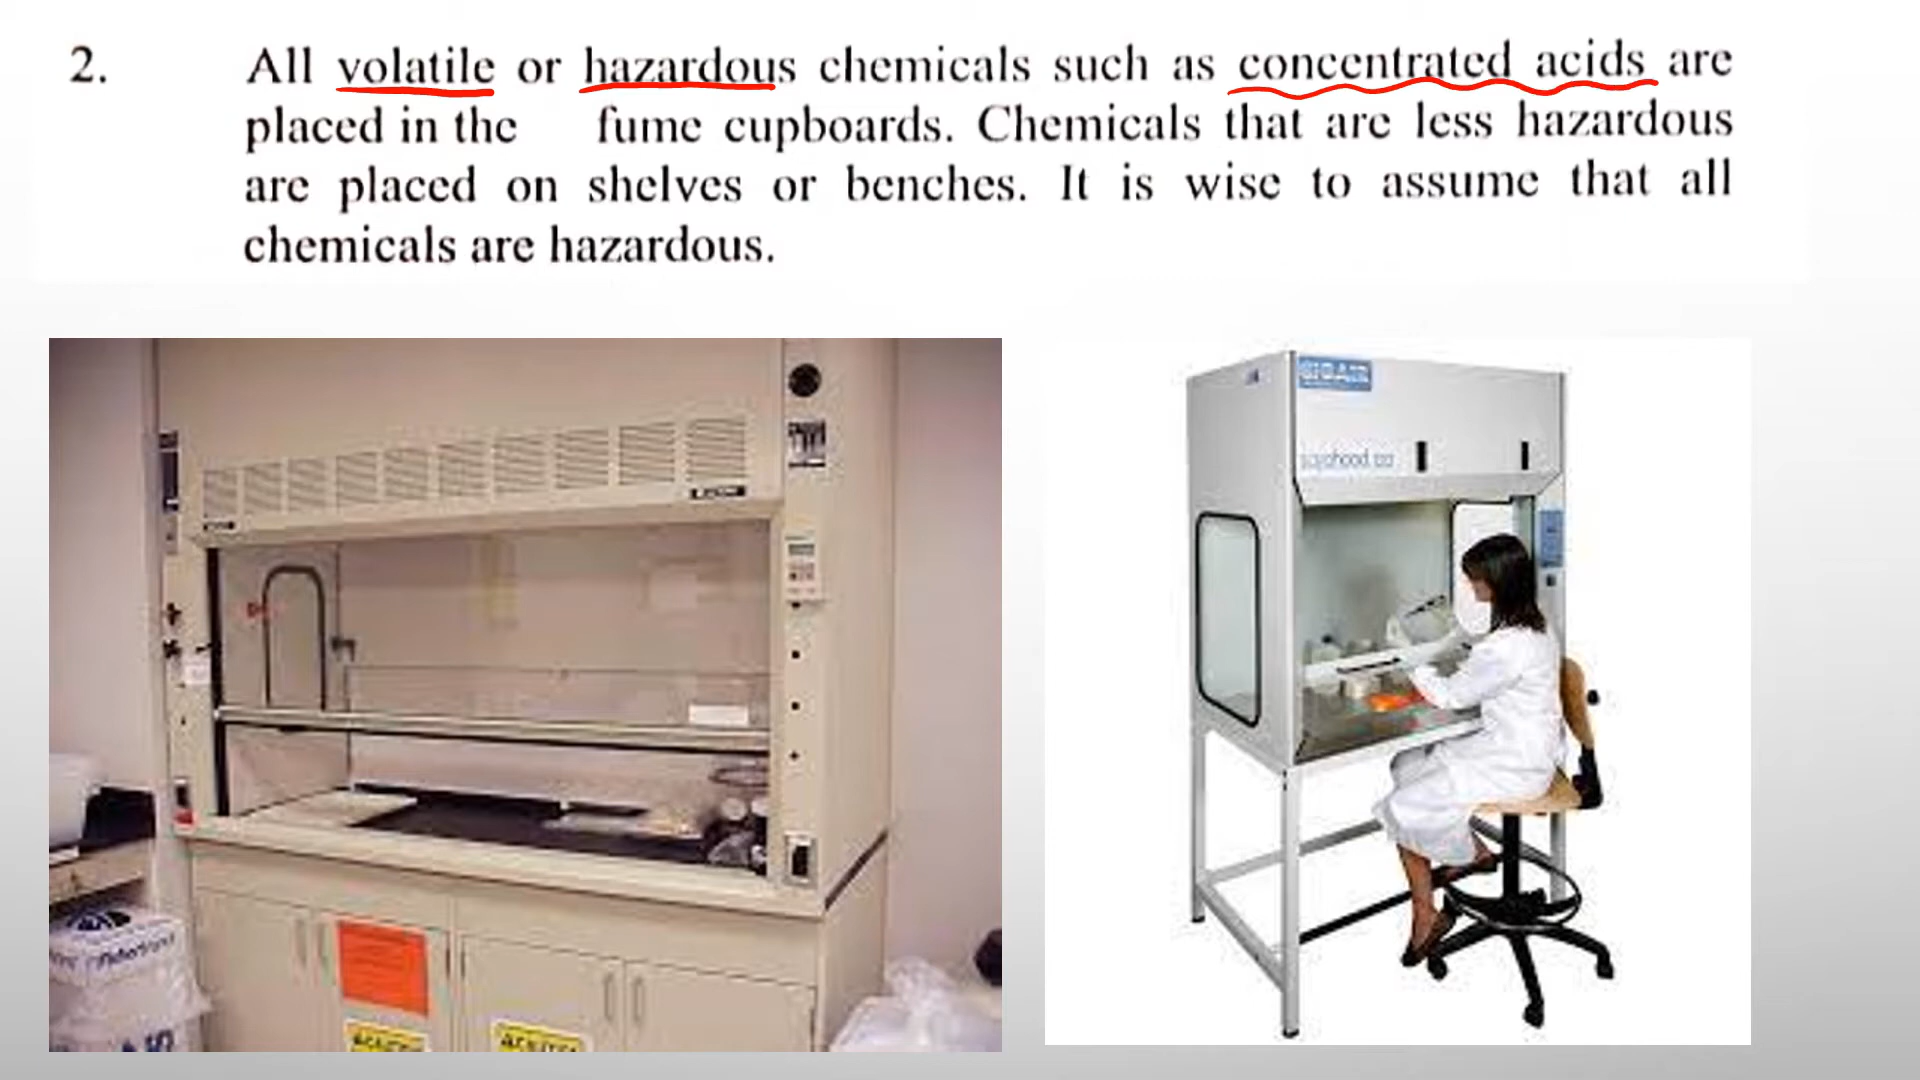 2. All volatile or hazardous chemicals such as concentrated acids are
placed in the fume cupboards. Chemicals that are less hazardous
are placed on shelves or benches. It is wise to assume that all
chemicals are hazardous.